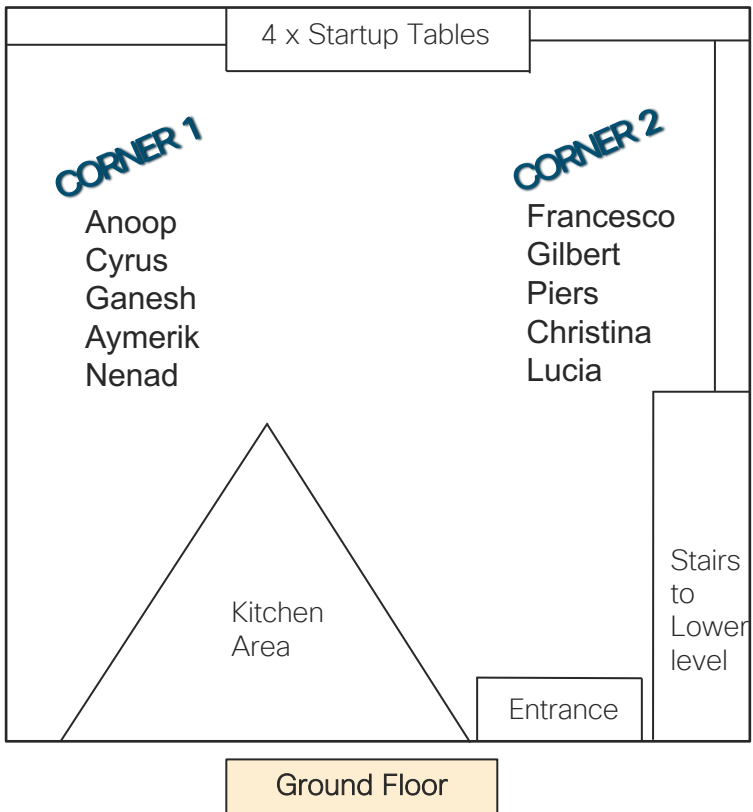 4 x Startup Tables
CORNER 1
Anoop
Cyrus
Ganesh
Aymerik
Nenad
CORNER 2
Francesco
Gilbert
Piers
Christina
Lucia
Kitchen
Area
Entrance
Stairs
to
Lower
level
Ground Floor